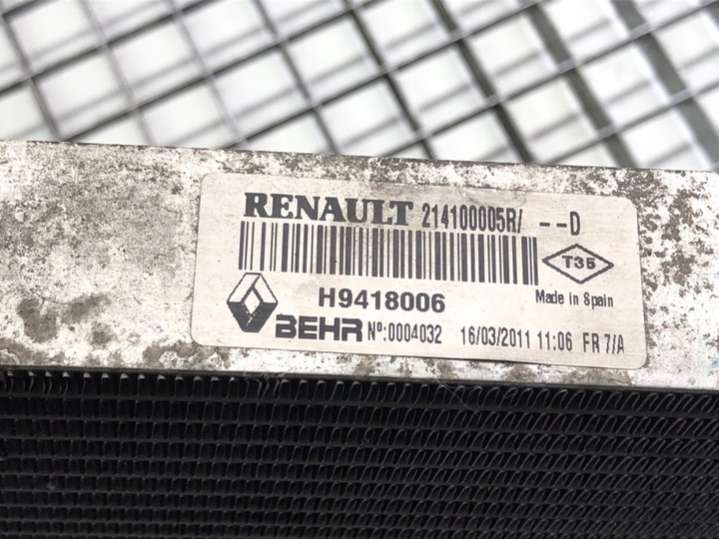 RENAULT 214100005R/ --D
T35
H9418006 Made in Spain
BEHR Nº:0004032 16/03/2011 11:06 FR 7/A